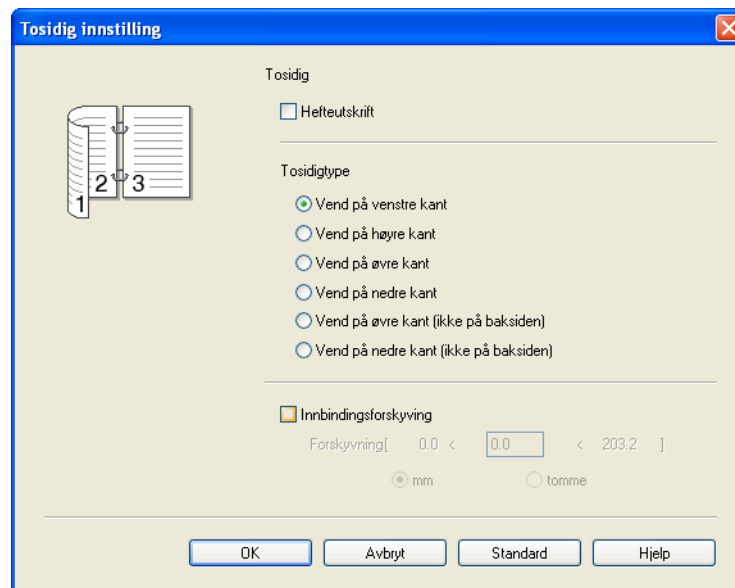 Tosidig innstilling
Tosidig
Hefteutskrift
1 2 3
Tosidigtype
Vend på venstre kant
Vend på høyre kant
Vend på øvre kant
Vend på nedre kant
Vend på øvre kant (ikke på baksiden)
Vend på nedre kant (ikke på baksiden)
Innbindingsforskyving
Forskyvning[ 0.0 < 0.0 < 203.2 ]
mm tomme
OK Avbryt Standard Hjelp